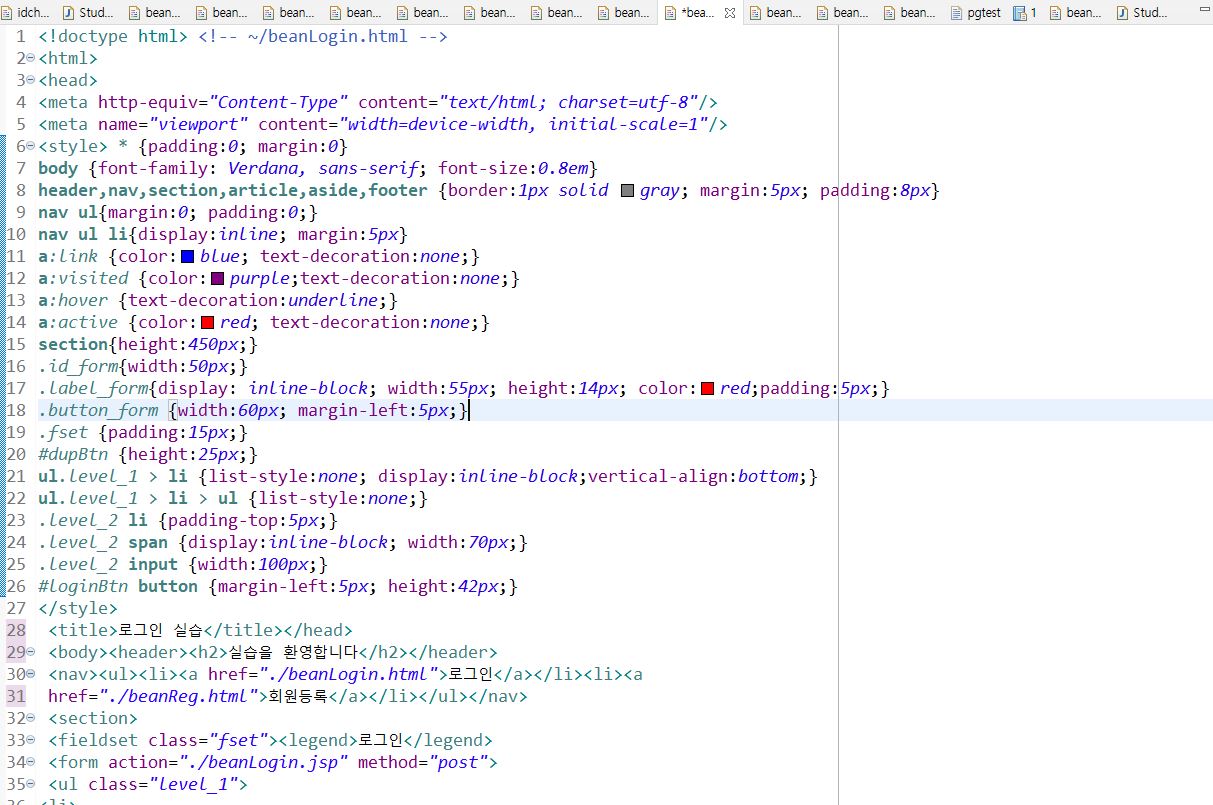 idch... Stud... bean... bean... bean... bean... bean... bean... bean... bean... *bea... bean... bean... bean... pgtest 1 bean... Stud...
1 <!doctype html> <!-- ~/beanLogin.html -->
2 <html>
3 <head>
4 <meta http-equiv="Content-Type" content="text/html; charset=utf-8"/>
5 <meta name="viewport" content="width=device-width, initial-scale=1"/>
6 <style> * {padding:0; margin:0}
7 body {font-family: Verdana, sans-serif; font-size:0.8em}
8 header,nav,section,article,aside,footer {border:1px solid gray; margin:5px; padding:8px}
9 nav ul{margin:0; padding:0;}
10 nav ul li{display:inline; margin:5px}
11 a:link {color:blue; text-decoration:none;}
12 a:visited {color:purple;text-decoration:none;}
13 a:hover {text-decoration:underline;}
14 a:active {color:red; text-decoration:none;}
15 section{height:450px;}
16 .id_form{width:50px;}
17 .label_form{display: inline-block; width:55px; height:14px; color:red;padding:5px;}
18 .button_form {width:60px; margin-left:5px;}
19 .fset {padding:15px;}
20 #dupBtn {height:25px;}
21 ul.level_1 > li {list-style:none; display:inline-block;vertical-align:bottom;}
22 ul.level_1 > li > ul {list-style:none;}
23 .level_2 li {padding-top:5px;}
24 .level_2 span {display:inline-block; width:70px;}
25 .level_2 input {width:100px;}
26 #loginBtn button {margin-left:5px; height:42px;}
27 </style>
28 <title>로그인 실습</title></head>
29 <body><header><h2>실습을 환영합니다</h2></header>
30 <nav><ul><li><a href="./beanLogin.html">로그인</a></li><li><a
31 href="./beanReg.html">회원등록</a></li></ul></nav>
32 <section>
33 <fieldset class="fset"><legend>로그인</legend>
34 <form action="./beanLogin.jsp" method="post">
35 <ul class="level_1">
36 <li>